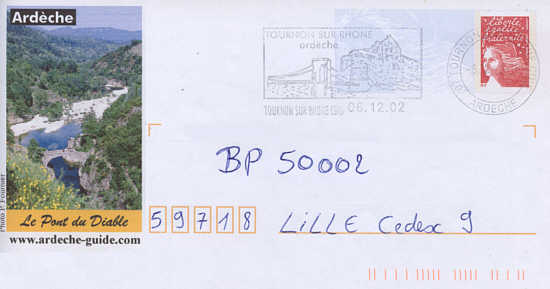 Ardèche
TOURNON SUR RHONE
ardèche
TOURNON SUR RHONE
06.12.02
liberté
égalité
fraternité
TOURNON
ARDECHE
BP 50002
Photo P. Fournier
Le Pont du Diable
www.ardeche-guide.com
59718 LiLLE Cedex 9